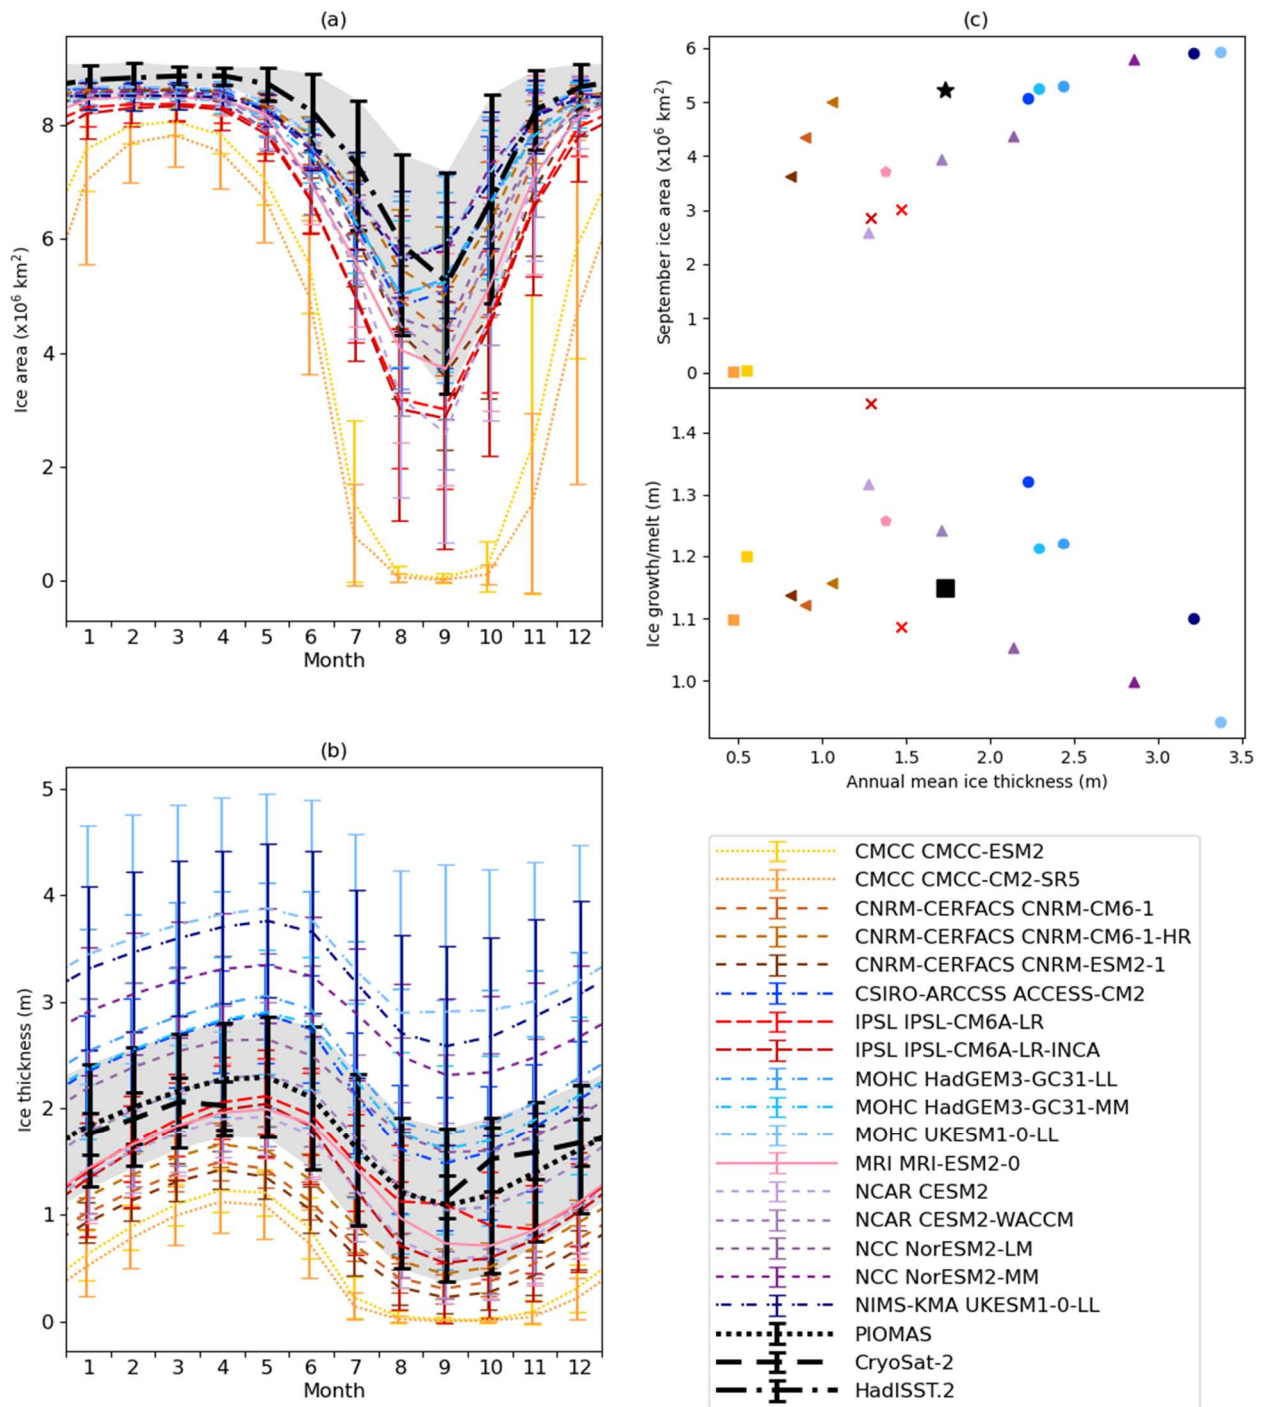 (a)
Ice area (x10⁶ km²)
8
6
4
2
0
1 2 3 4 5 6 7 8 9 10 11 12
Month
(b)
Ice thickness (m)
5
4
3
2
1
0
1 2 3 4 5 6 7 8 9 10 11 12
Month
(c)
September ice area (x10⁶ km²)
6
5
4
3
2
1
0
Ice growth/melt (m)
1.4
1.3
1.2
1.1
1.0
0.5 1.0 1.5 2.0 2.5 3.0 3.5
Annual mean ice thickness (m)
CMCC CMCC-ESM2
CMCC CMCC-CM2-SR5
CNRM-CERFACS CNRM-CM6-1
CNRM-CERFACS CNRM-CM6-1-HR
CNRM-CERFACS CNRM-ESM2-1
CSIRO-ARCCSS ACCESS-CM2
IPSL IPSL-CM6A-LR
IPSL IPSL-CM6A-LR-INCA
MOHC HadGEM3-GC31-LL
MOHC HadGEM3-GC31-MM
MOHC UKESM1-0-LL
MRI MRI-ESM2-0
NCAR CESM2
NCAR CESM2-WACCM
NCC NorESM2-LM
NCC NorESM2-MM
NIMS-KMA UKESM1-0-LL
PIOMAS
CryoSat-2
HadISST.2